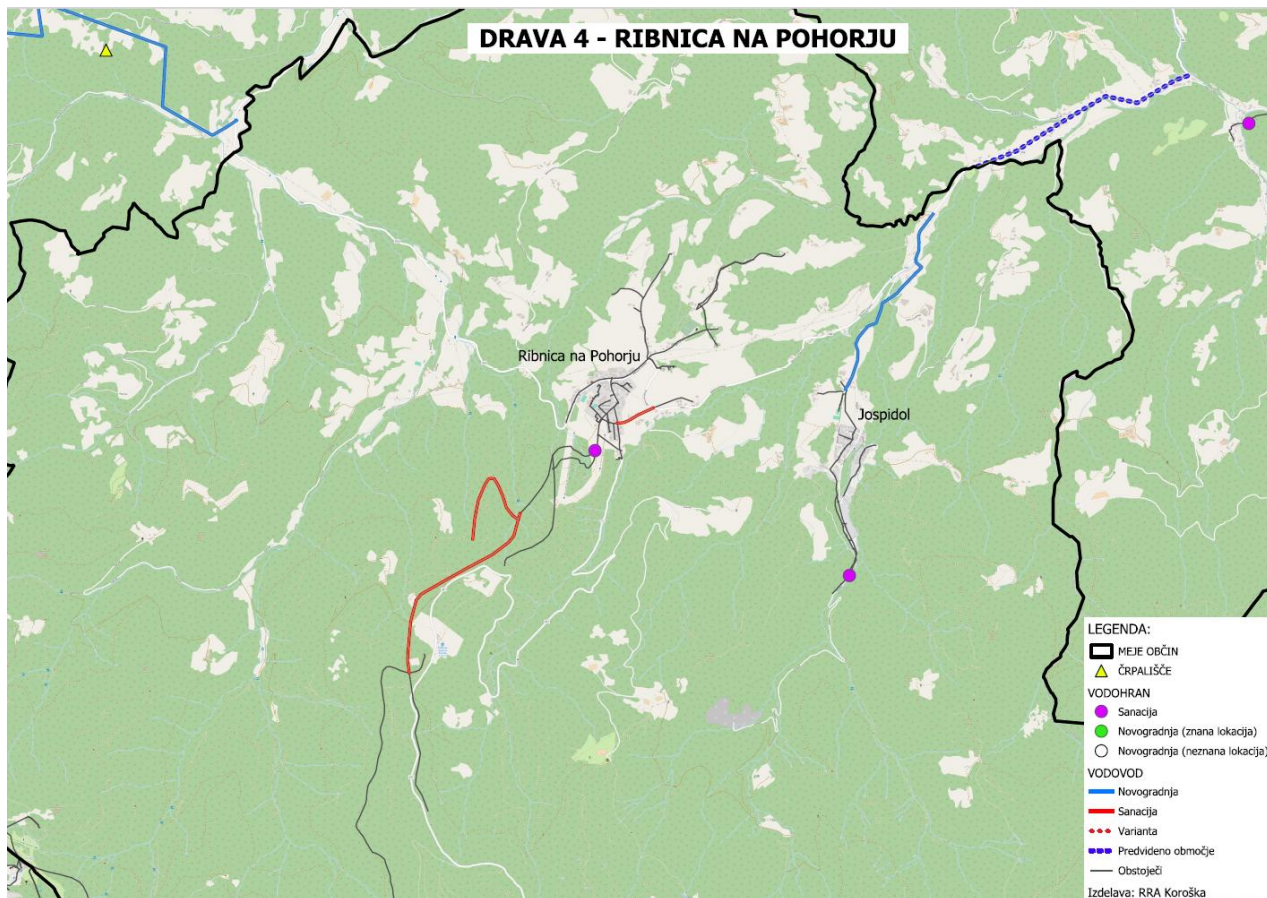 DRAVA 4 - RIBNICA NA POHORJU
Ribnica na Pohorju
Jospidol
LEGENDA:
MEJE OBČIN
ČRPALIŠČE
VODOHRAN
Sanacija
Novogradnja (znana lokacija)
Novogradnja (neznana lokacija)
VODOVOD
Novogradnja
Sanacija
Varianta
Predvideno območje
Obstoječi
Izdelava: RRA Koroška